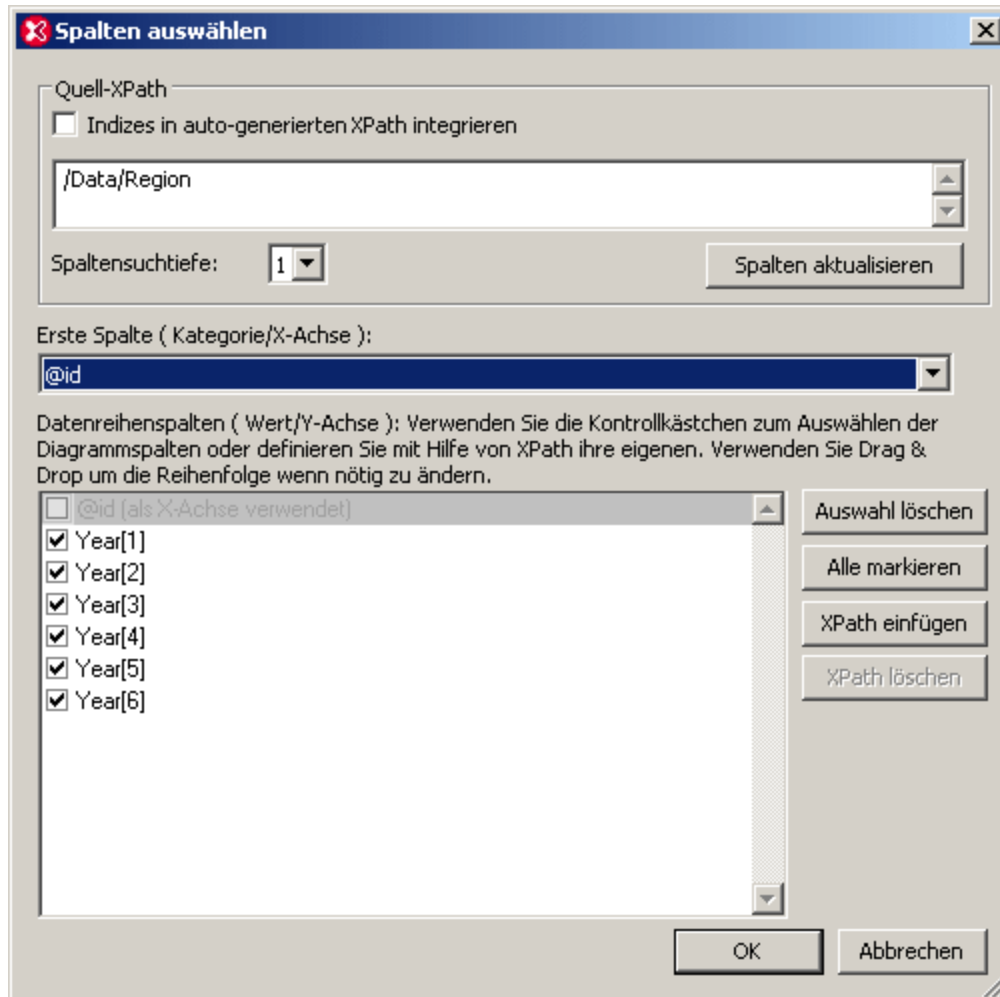 Spalten auswählen
Quell-XPath
Indizes in auto-generierten XPath integrieren
/Data/Region
Spaltensuchtiefe:
1
Spalten aktualisieren
Erste Spalte ( Kategorie/X-Achse ):
@id
Datenreihenspalten ( Wert/Y-Achse ): Verwenden Sie die Kontrollkästchen zum Auswählen der
Diagrammspalten oder definieren Sie mit Hilfe von XPath ihre eigenen. Verwenden Sie Drag &
Drop um die Reihenfolge wenn nötig zu ändern.
@id (als X-Achse verwendet)
Year[1]
Year[2]
Year[3]
Year[4]
Year[5]
Year[6]
Auswahl löschen
Alle markieren
XPath einfügen
XPath löschen
OK
Abbrechen